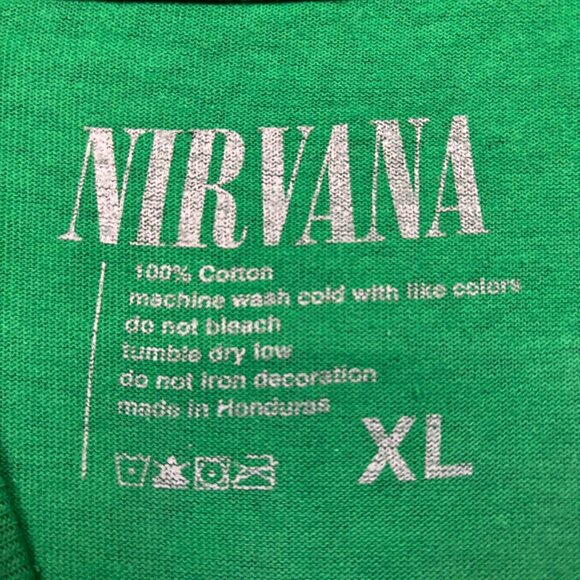 NIRVANA
100% Cotton
machine wash cold with like colors
do not bleach
tumble dry low
do not iron decoration
made in Honduras
XL